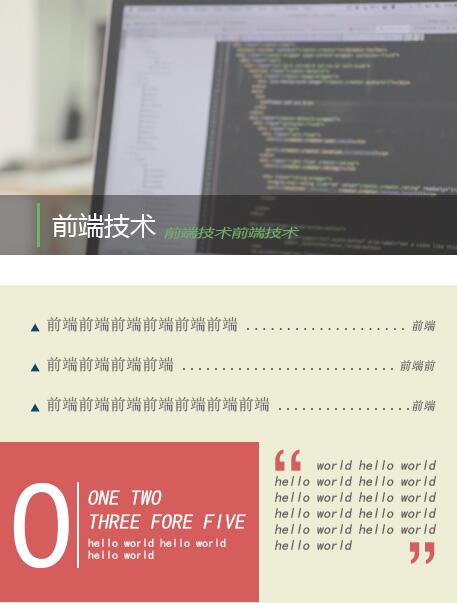 前端技术 前端技术前端技术
▲ 前端前端前端前端前端前端 .................... 前端
▲ 前端前端前端前端 ........................... 前端前
▲ 前端前端前端前端前端前端前端 .................前端
0
ONE TWO
THREE FORE FIVE
hello world hello world
hello world
“ world hello world
hello world hello world
hello world hello world
hello world hello world
hello world hello world
hello world ”